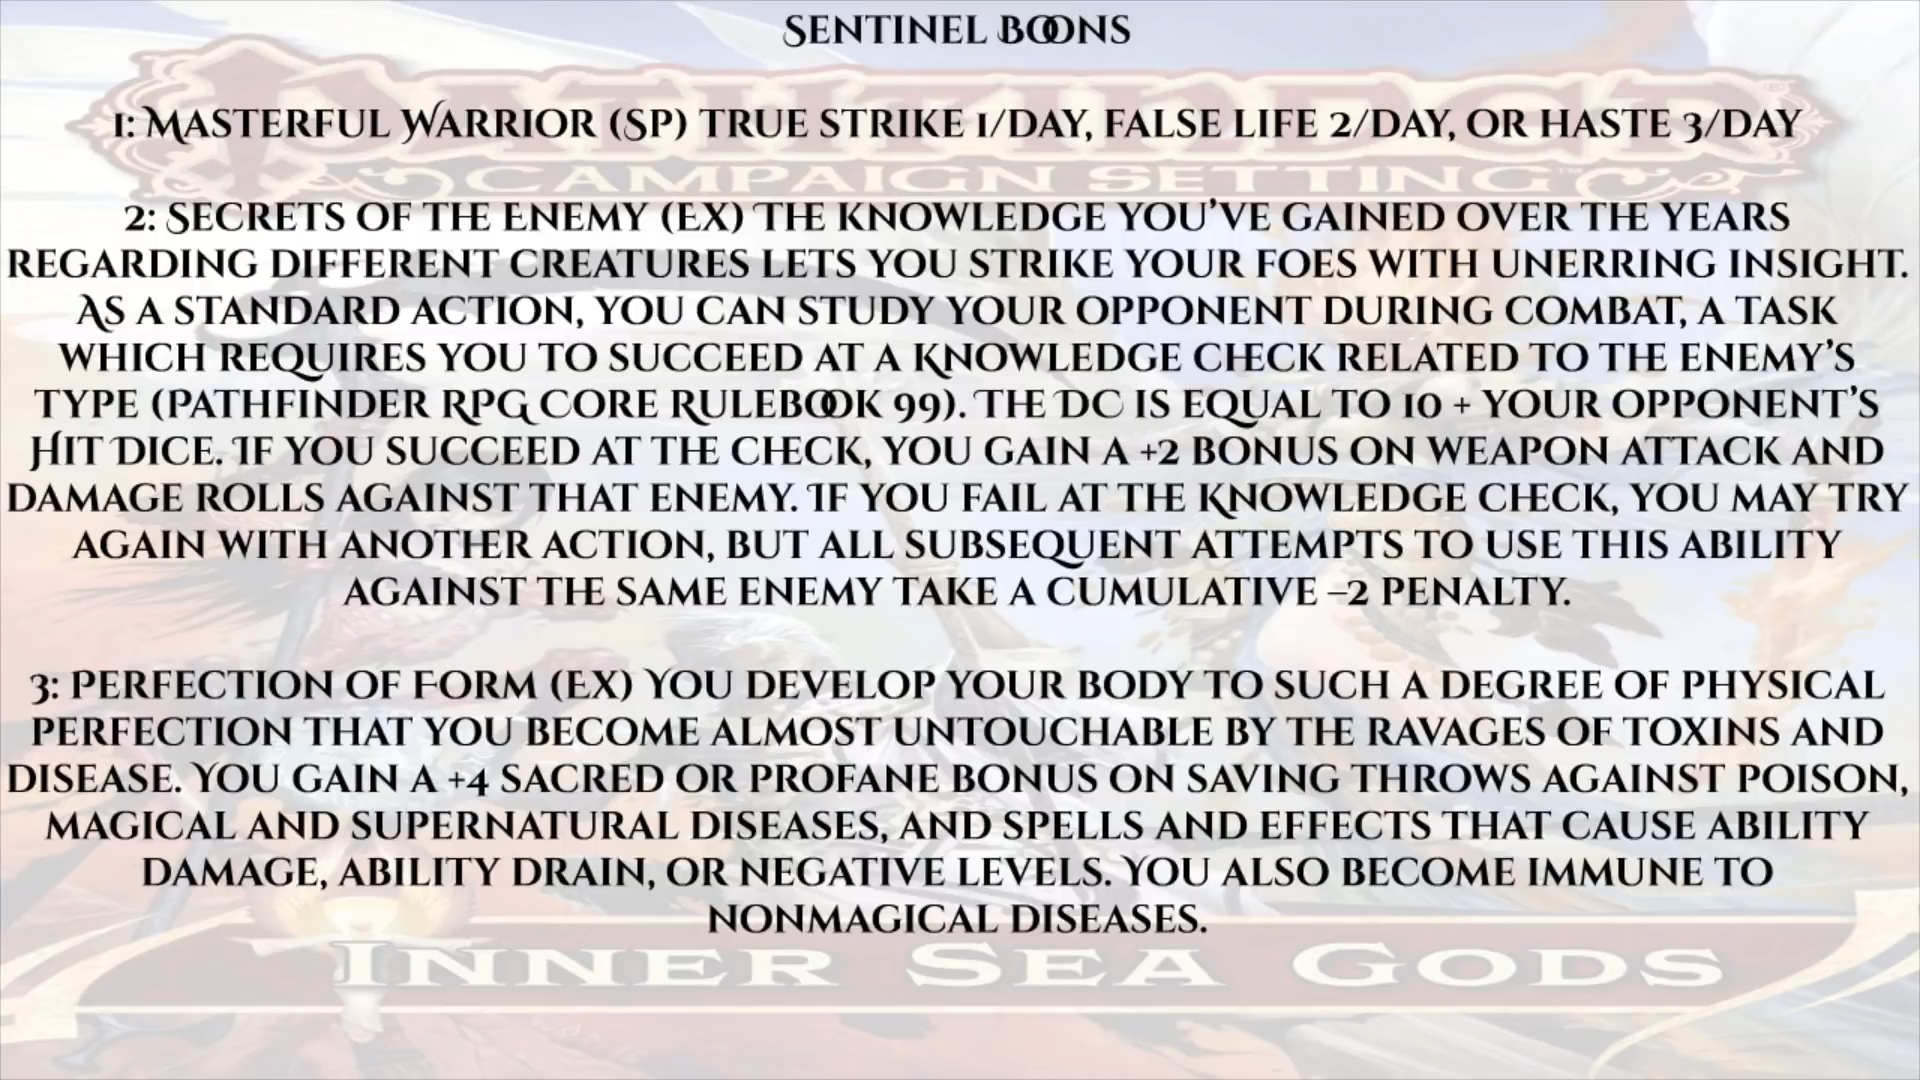 Sentinel Boons
1: Masterful Warrior (Sp) true strike 1/day, false life 2/day, or haste 3/day
2: Secrets of the Enemy (Ex) The knowledge you've gained over the years
regarding different creatures lets you strike your foes with unerring insight.
As a standard action, you can study your opponent during combat, a task
which requires you to succeed at a Knowledge check related to the enemy's
type (Pathfinder RPG Core Rulebook 99). The DC is equal to 10 + your opponent's
Hit Dice. If you succeed at the check, you gain a +2 bonus on weapon attack and
damage rolls against that enemy. If you fail at the Knowledge check, you may try
again with another action, but all subsequent attempts to use this ability
against the same enemy take a cumulative –2 penalty.
3: Perfection of Form (Ex) You develop your body to such a degree of physical
perfection that you become almost untouchable by the ravages of toxins and
disease. You gain a +4 sacred or profane bonus on saving throws against poison,
magical and supernatural diseases, and spells and effects that cause ability
damage, ability drain, or negative levels. You also become immune to
nonmagical diseases.
Pathfinder
Campaign Setting™
Inner Sea Gods